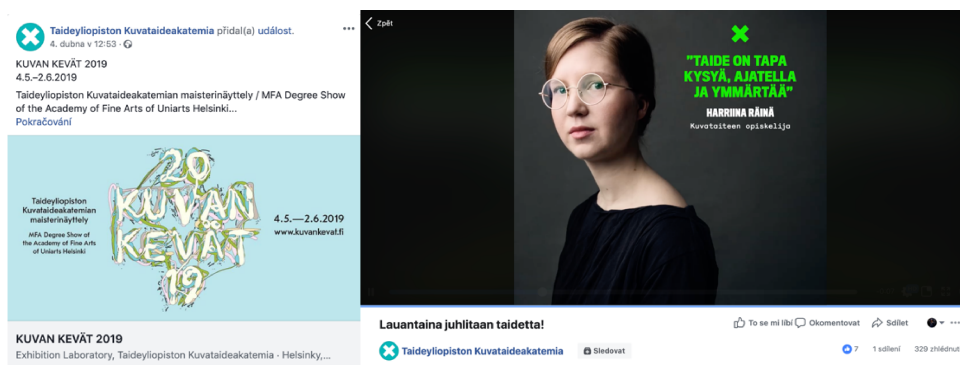 Taideyliopiston Kuvataideakatemia přidal(a) událost.
4. dubna v 12:53 ·
KUVAN KEVÄT 2019
4.5.–2.6.2019
Taideyliopiston Kuvataideakatemian maisterinäyttely / MFA Degree Show
of the Academy of Fine Arts of Uniarts Helsinki...
Pokračování
Taideyliopiston
Kuvataideakatemian
maisterinäyttely
MFA Degree Show of
the Academy of Fine Arts
of Uniarts Helsinki
20
KUVAN
KEVÄT
19
4.5.—2.6.2019
www.kuvankevat.fi
KUVAN KEVÄT 2019
Exhibition Laboratory, Taideyliopiston Kuvataideakatemia · Helsinky,...
Zpět
"TAIDE ON TAPA
KYSYÄ, AJATELLA
JA YMMÄRTÄÄ"
HARRIINA RÄINÄ
Kuvataiteen opiskelija
Lauantaina juhlitaan taidetta!
To se mi líbí Okomentovat Sdílet
Taideyliopiston Kuvataideakatemia Sledovat
7 1 sdílení 329 zhlédnut